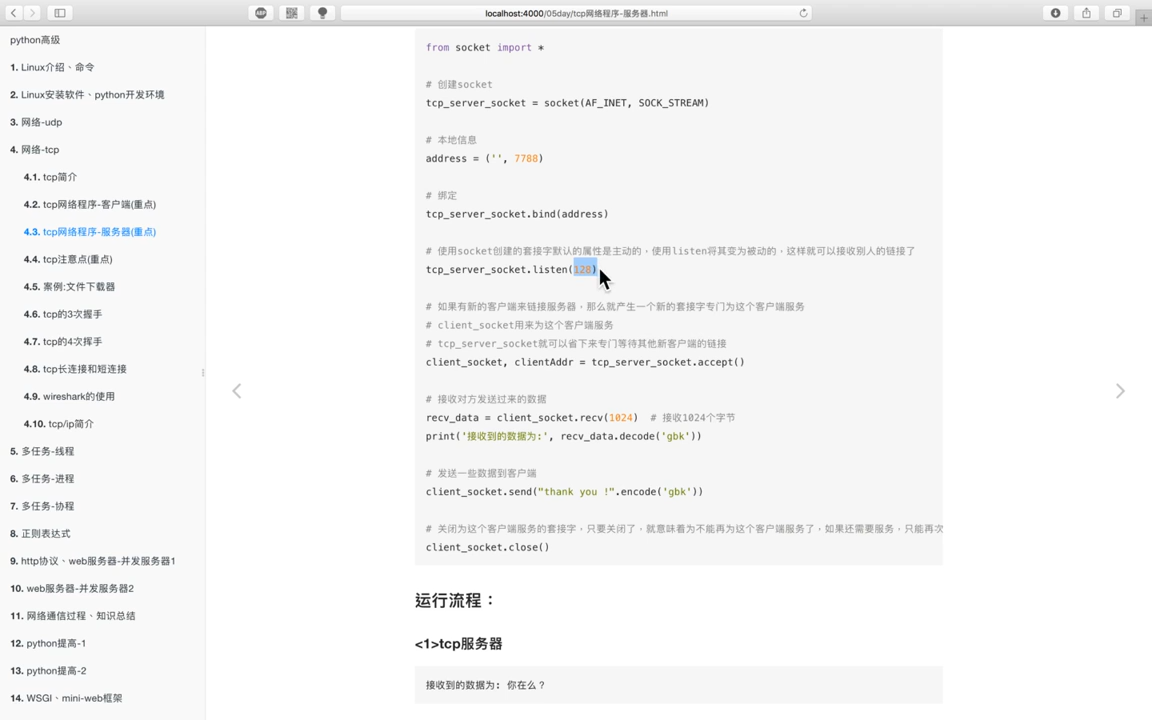 localhost:4000/05day/tcp网络程序-服务器.html
ABP
python高级
1. Linux介绍、命令
2. Linux安装软件、python开发环境
3. 网络-udp
4. 网络-tcp
4.1. tcp简介
4.2. tcp网络程序-客户端(重点)
4.3. tcp网络程序-服务器(重点)
4.4. tcp注意点(重点)
4.5. 案例:文件下载器
4.6. tcp的3次握手
4.7. tcp的4次挥手
4.8. tcp长连接和短连接
4.9. wireshark的使用
4.10. tcp/ip简介
5. 多任务-线程
6. 多任务-进程
7. 多任务-协程
8. 正则表达式
9. http协议、web服务器-并发服务器1
10. web服务器-并发服务器2
11. 网络通信过程、知识总结
12. python提高-1
13. python提高-2
14. WSGI、mini-web框架
from socket import *
# 创建socket
tcp_server_socket = socket(AF_INET, SOCK_STREAM)
# 本地信息
address = ('', 7788)
# 绑定
tcp_server_socket.bind(address)
# 使用socket创建的套接字默认的属性是主动的，使用listen将其变为被动的，这样就可以接收别人的链接了
tcp_server_socket.listen(128)
# 如果有新的客户端来链接服务器，那么就产生一个新的套接字专门为这个客户端服务
# client_socket用来为这个客户端服务
# tcp_server_socket就可以省下来专门等待其他新客户端的链接
client_socket, clientAddr = tcp_server_socket.accept()
# 接收对方发送过来的数据
recv_data = client_socket.recv(1024)  # 接收1024个字节
print('接收到的数据为:', recv_data.decode('gbk'))
# 发送一些数据到客户端
client_socket.send("thank you !".encode('gbk'))
# 关闭为这个客户端服务的套接字，只要关闭了，就意味着为不能再为这个客户端服务了，如果还需要服务，只能再次
client_socket.close()
运行流程：
<1>tcp服务器
接收到的数据为: 你在么？